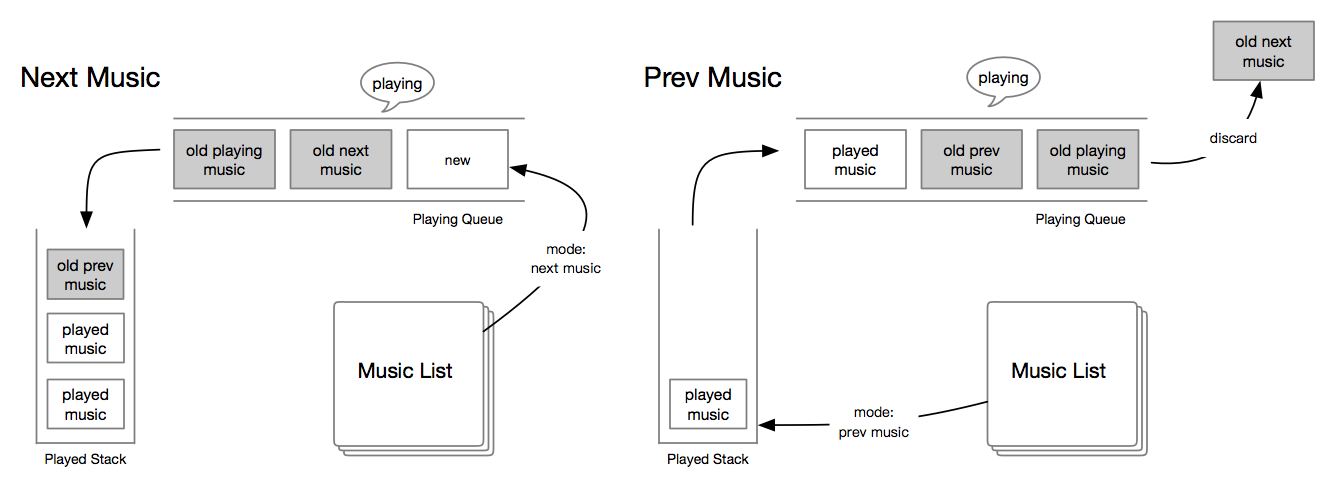 Next Music
playing
old playing
music
old next
music
new
Playing Queue
mode:
next music
old prev
music
played
music
played
music
Played Stack
Music List
Prev Music
playing
old next
music
discard
played
music
old prev
music
old playing
music
Playing Queue
played
music
Played Stack
mode:
prev music
Music List